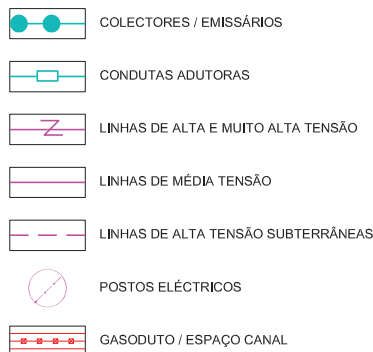 COLECTORES / EMISSÁRIOS
CONDUTAS ADUTORAS
LINHAS DE ALTA E MUITO ALTA TENSÃO
LINHAS DE MÉDIA TENSÃO
LINHAS DE ALTA TENSÃO SUBTERRÂNEAS
POSTOS ELÉCTRICOS
GASODUTO / ESPAÇO CANAL